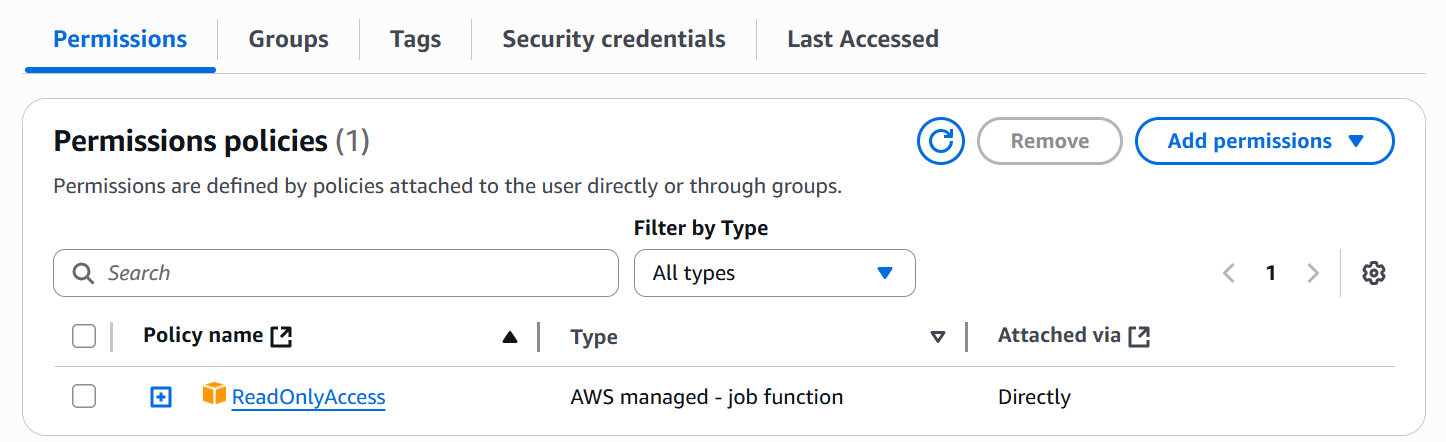 Permissions Groups Tags Security credentials Last Accessed
Permissions policies (1) Remove Add permissions
Permissions are defined by policies attached to the user directly or through groups.
Filter by Type
Search All types 1
Policy name Type Attached via
ReadOnlyAccess AWS managed - job function Directly